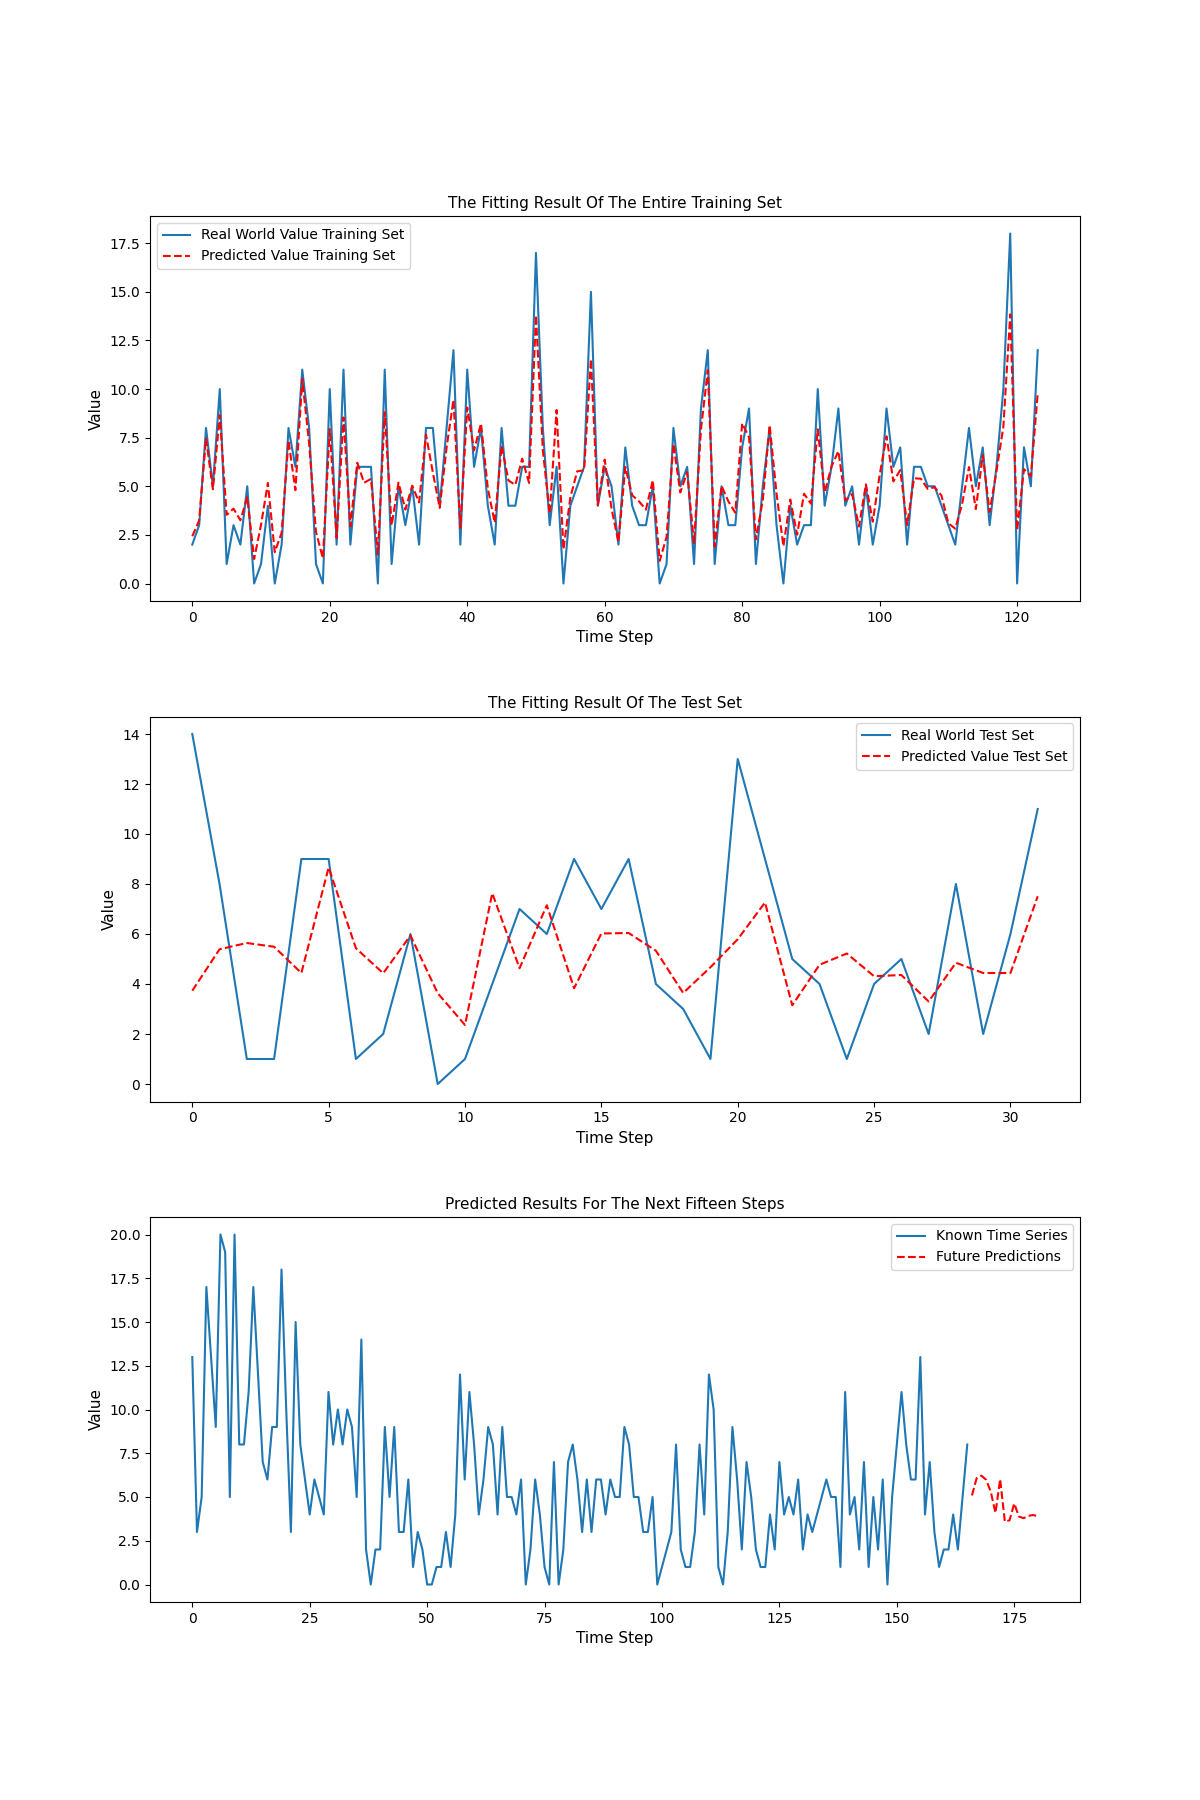 The Fitting Result Of The Entire Training Set
Real World Value Training Set
Predicted Value Training Set
Value
17.5
15.0
12.5
10.0
7.5
5.0
2.5
0.0
0 20 40 60 80 100 120
Time Step
The Fitting Result Of The Test Set
Real World Test Set
Predicted Value Test Set
Value
14
12
10
8
6
4
2
0
0 5 10 15 20 25 30
Time Step
Predicted Results For The Next Fifteen Steps
Known Time Series
Future Predictions
Value
20.0
17.5
15.0
12.5
10.0
7.5
5.0
2.5
0.0
0 25 50 75 100 125 150 175
Time Step